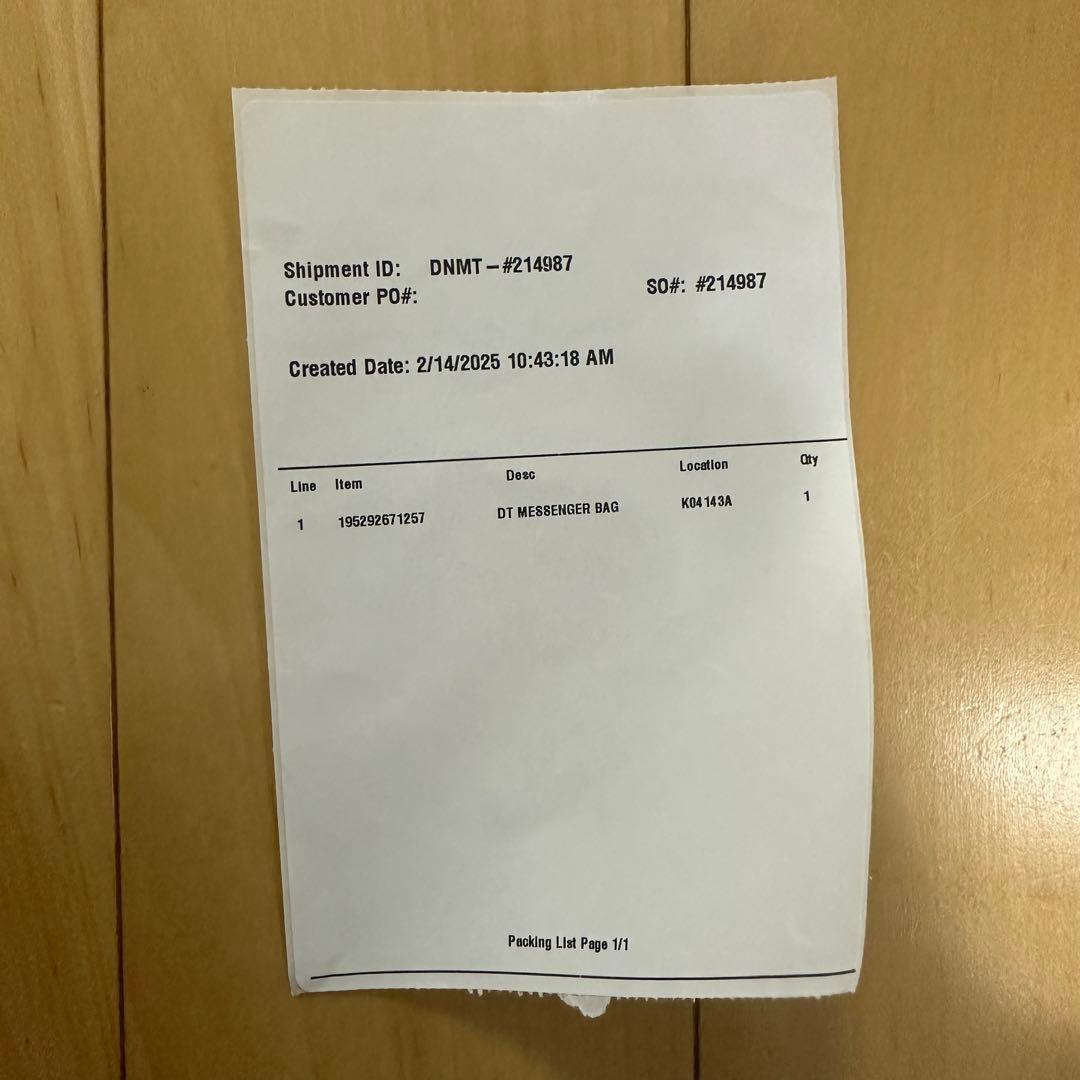 Shipment ID: DNMT-#214987
Customer PO#: SO#: #214987
Created Date: 2/14/2025 10:43:18 AM
Line Item Desc Location Qty
1 195292671257 DT MESSENGER BAG K04143A 1
Packing List Page 1/1